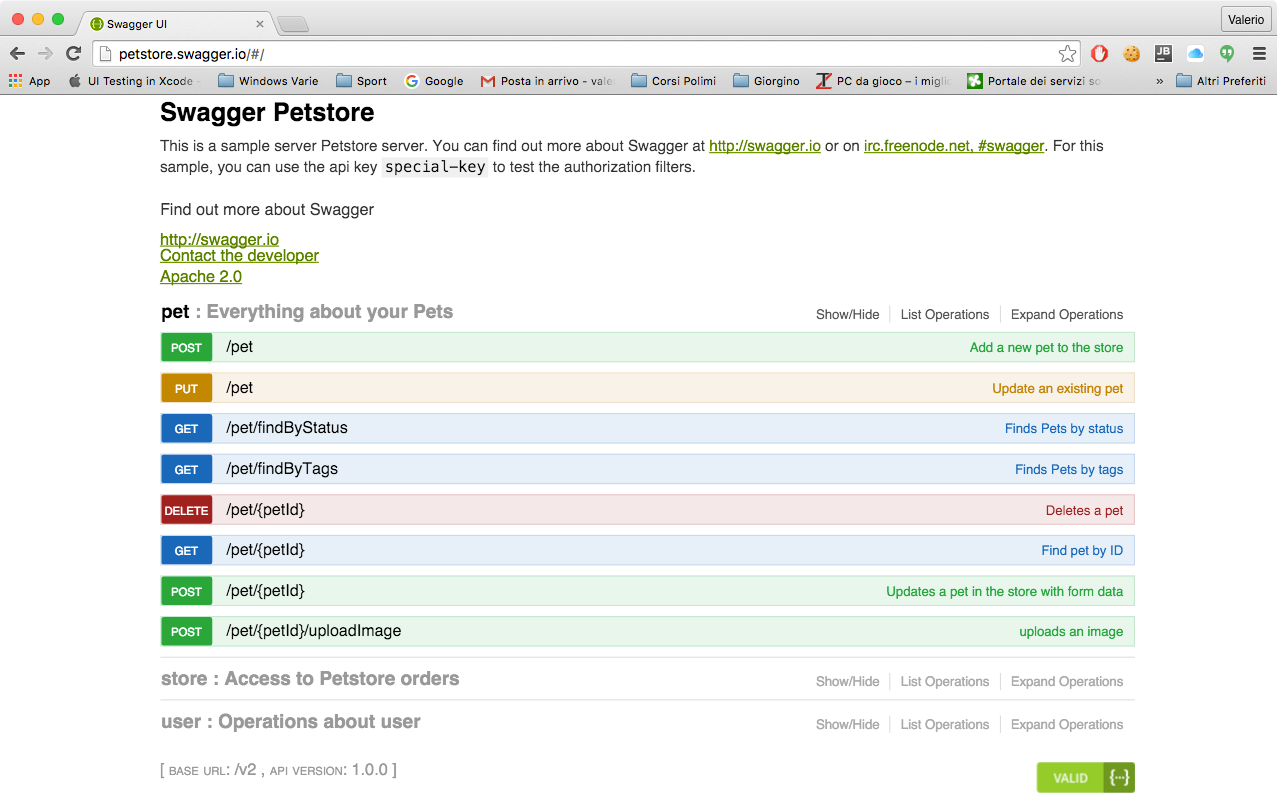 Swagger UI
Valerio
petstore.swagger.io/#/
App UI Testing in Xcode Windows Varie Sport Google Posta in arrivo – Corsi Polimi Giorgino PC da gioco – i Portale dei servizi » Altri Preferiti
Swagger Petstore
This is a sample server Petstore server. You can find out more about Swagger at http://swagger.io or on irc.freenode.net, #swagger. For this
sample, you can use the api key special-key to test the authorization filters.
Find out more about Swagger
http://swagger.io
Contact the developer
Apache 2.0
pet : Everything about your Pets Show/Hide List Operations Expand Operations
POST /pet Add a new pet to the store
PUT /pet Update an existing pet
GET /pet/findByStatus Finds Pets by status
GET /pet/findByTags Finds Pets by tags
DELETE /pet/{petId} Deletes a pet
GET /pet/{petId} Find pet by ID
POST /pet/{petId} Updates a pet in the store with form data
POST /pet/{petId}/uploadImage uploads an image
store : Access to Petstore orders Show/Hide List Operations Expand Operations
user : Operations about user Show/Hide List Operations Expand Operations
[ BASE URL: /v2 , API VERSION: 1.0.0 ]
VALID {···}